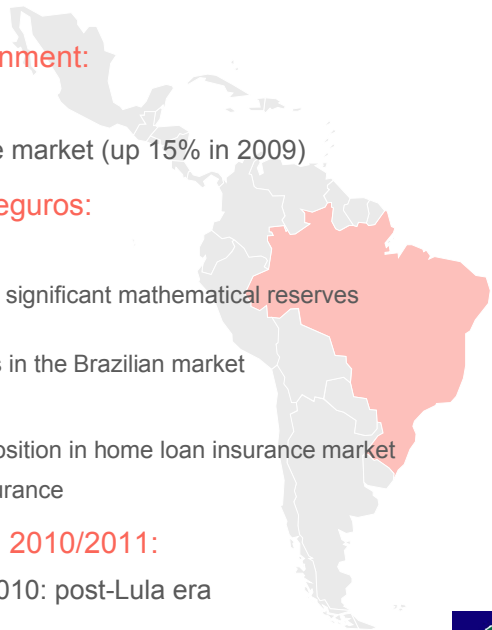 nment:
e market (up 15% in 2009)
eguros:
significant mathematical reserves
s in the Brazilian market
osition in home loan insurance market
urance
2010/2011:
010: post-Lula era